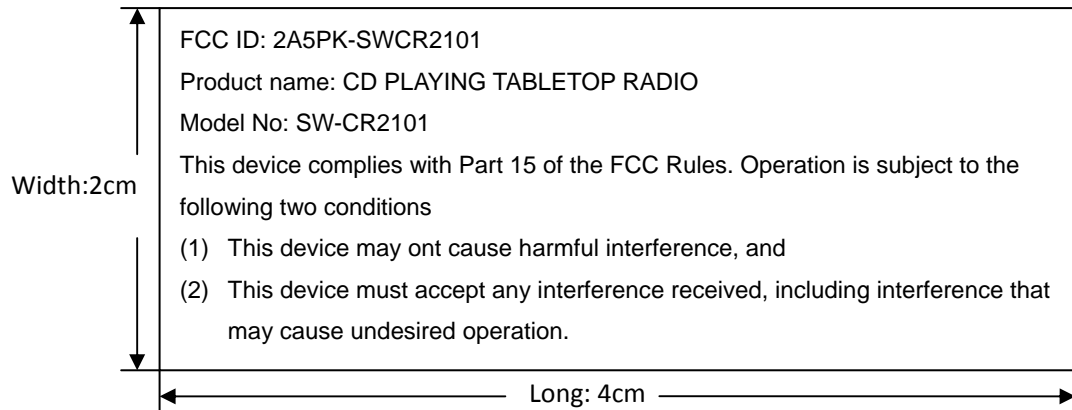 FCC ID: 2A5PK-SWCR2101
Product name: CD PLAYING TABLETOP RADIO
Model No: SW-CR2101
This device complies with Part 15 of the FCC Rules. Operation is subject to the
Width:2cm
following two conditions
(1) This device may ont cause harmful interference, and
(2) This device must accept any interference received, including interference that
may cause undesired operation.
Long: 4cm